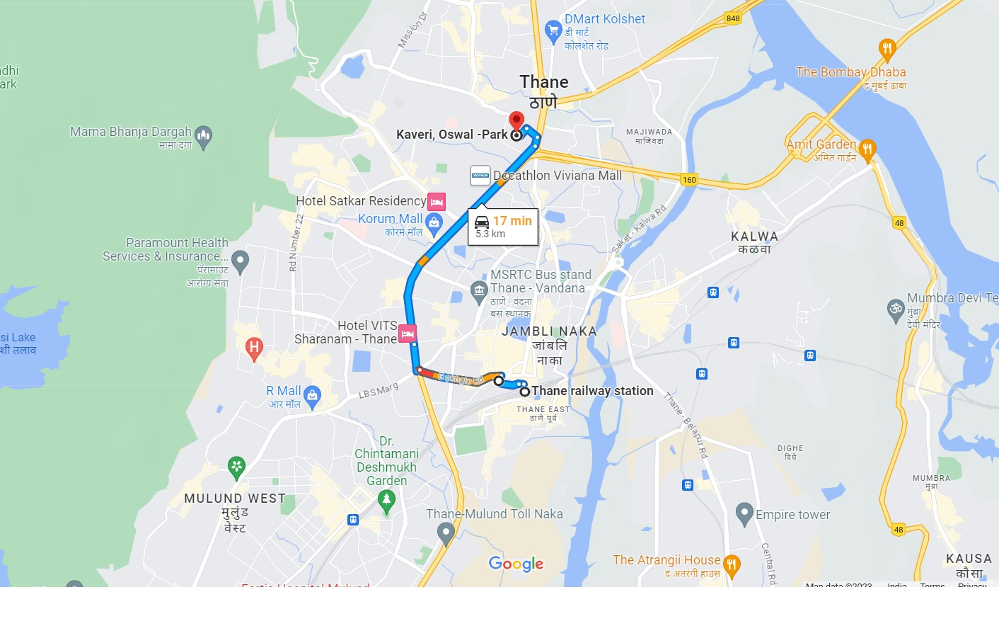 Mission Dr
848
DMart Kolshet
डी मार्ट
कोलशेत रोड
dhi
ark
The Bombay Dhaba
द मुंबई ढाबा
Thane
ठाणे
Mama Bhanja Dargah
मामा दर्गा
Kaveri, Oswal -Park
MAJIWADA
माजिवडा
Amit Garden
अमित गार्डन
DECATHLON
Decathlon Viviana Mall
160
Hotel Satkar Residency
Korum Mall
कोरम मॉल
17 min
5.3 km
Saket - Kalwa Rd
48
KALWA
कळवा
Rd Number 22
Paramount Health
Services & Insurance...
पॅरामाउंट
आरोग्य सेवा
MSRTC Bus stand
Thane - Vandana
ठाणे - वंदना
बस स्थानक
Mumbra Devi Te
मुंब्रा
देवी मंदिर
Hotel VITS
Sharanam - Thane
JAMBLI NAKA
जांबलि
नाका
si Lake
शी तलाव
H
Gokhale Rd
Thane railway station
R Mall
आर मॉल
LBS Marg
THANE EAST
ठाणे पूर्व
Thane - Belapur Rd
Dr.
Chintamani
Deshmukh
Garden
DIGHE
दिघे
MUMBRA
मुंब्रा
MULUND WEST
मुलुंड
वेस्ट
Thane-Mulund Toll Naka
Empire tower
48
The Atrangii House
द अतरंगी हाउस
Central Rd
KAUSA
कौसा
Google
Fortis Hospital Mulund
Map data ©2023 India Terms Privacy